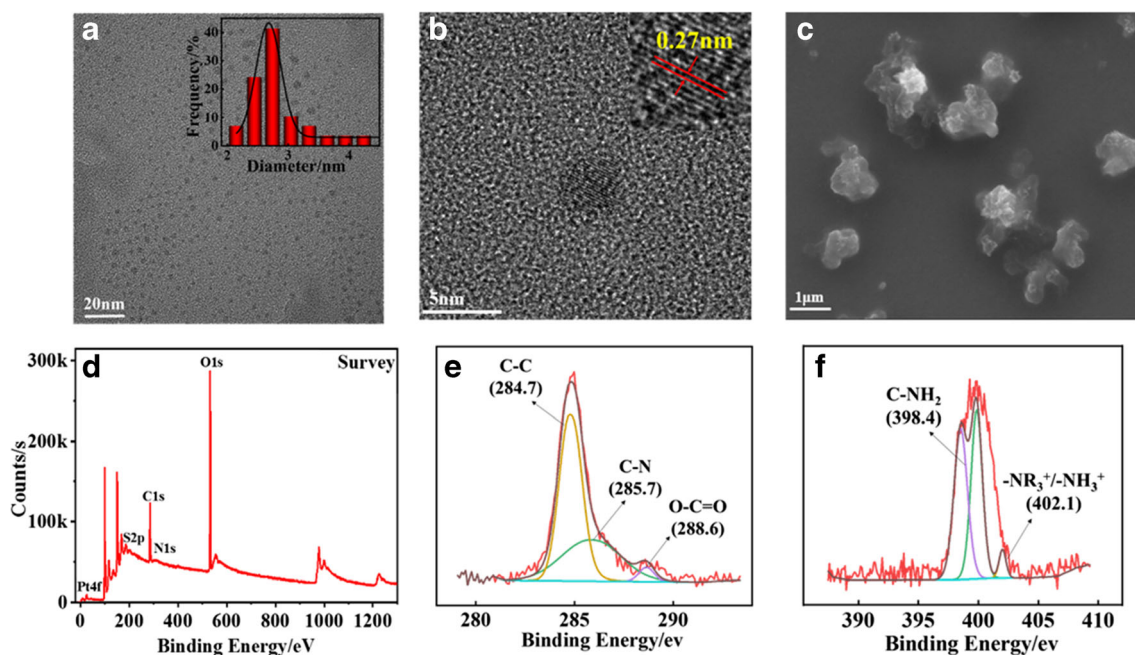 a
40
30
20
10
0
Frequency/%
2
3
4
Diameter/nm
20nm
b
0.27nm
5nm
c
1μm
d
Survey
300k
200k
100k
0
Counts/s
O1s
C1s
S2p
N1s
Pt4f
0 200 400 600 800 1000 1200
Binding Energy/eV
e
C-C
(284.7)
C-N
(285.7)
O-C=O
(288.6)
280 285 290
Binding Energy/ev
f
C-NH₂
(398.4)
-NR₃⁺/-NH₃⁺
(402.1)
390 395 400 405 410
Binding Energy/ev